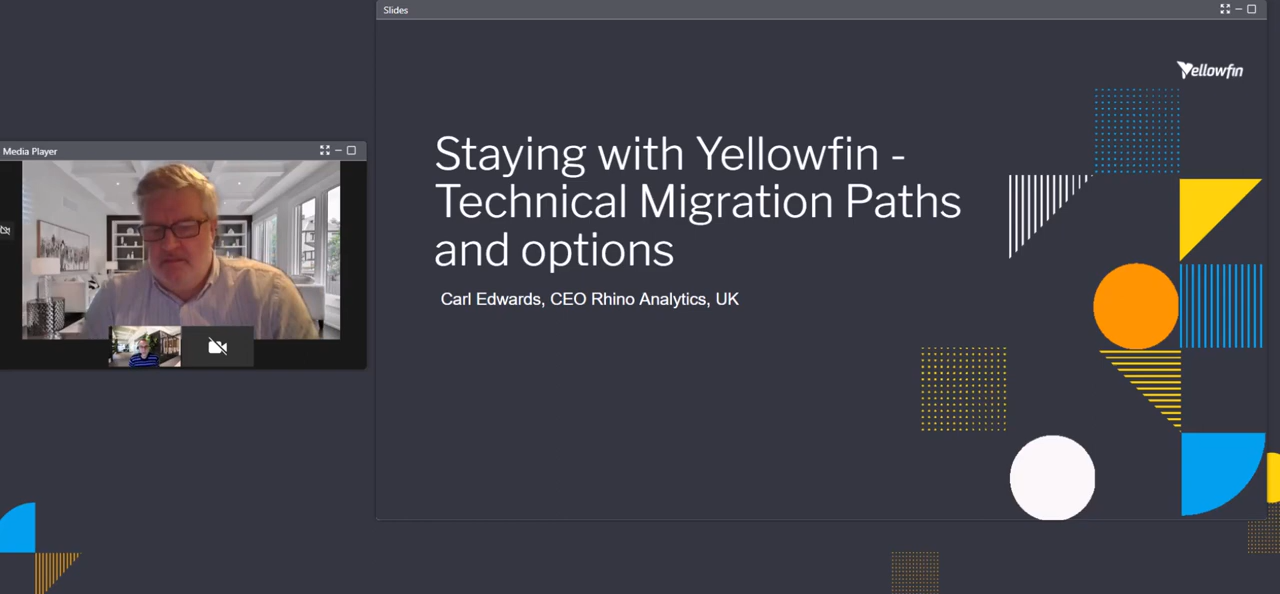 Slides
Yellowfin
Media Player
Staying with Yellowfin -
Technical Migration Paths
and options
Carl Edwards, CEO Rhino Analytics, UK